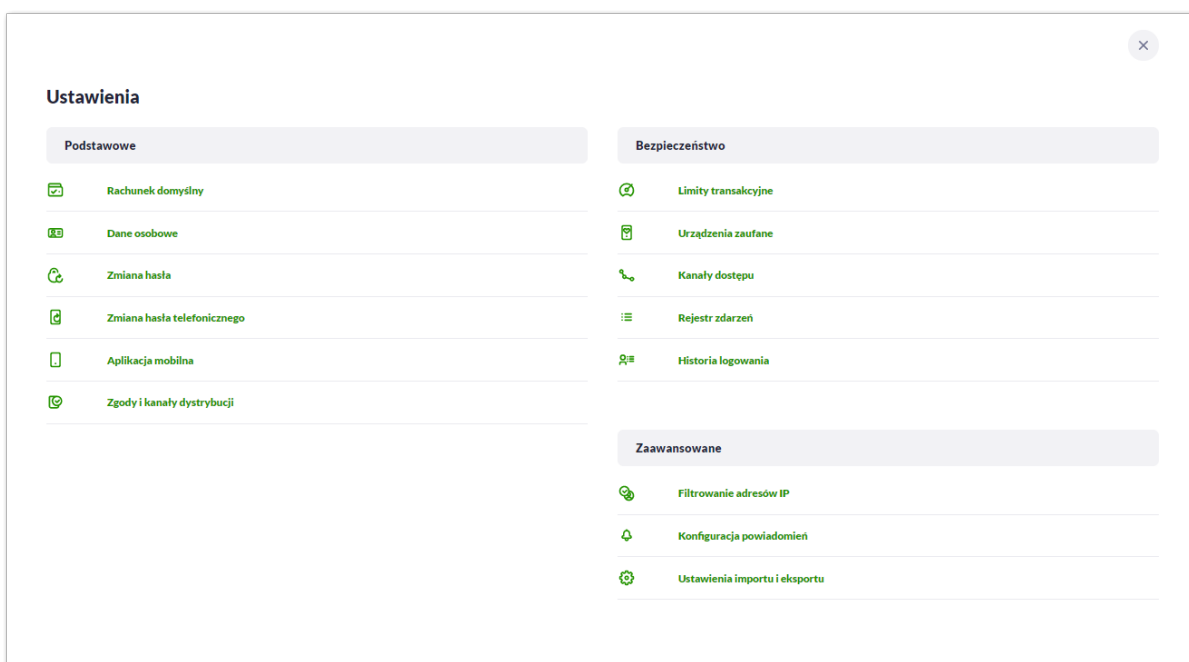 Ustawienia
Podstawowe
Rachunek domyślny
Dane osobowe
Zmiana hasła
Zmiana hasła telefonicznego
Aplikacja mobilna
Zgody i kanały dystrybucji
Bezpieczeństwo
Limity transakcyjne
Urządzenia zaufane
Kanały dostępu
Rejestr zdarzeń
Historia logowania
Zaawansowane
Filtrowanie adresów IP
Konfiguracja powiadomień
Ustawienia importu i eksportu